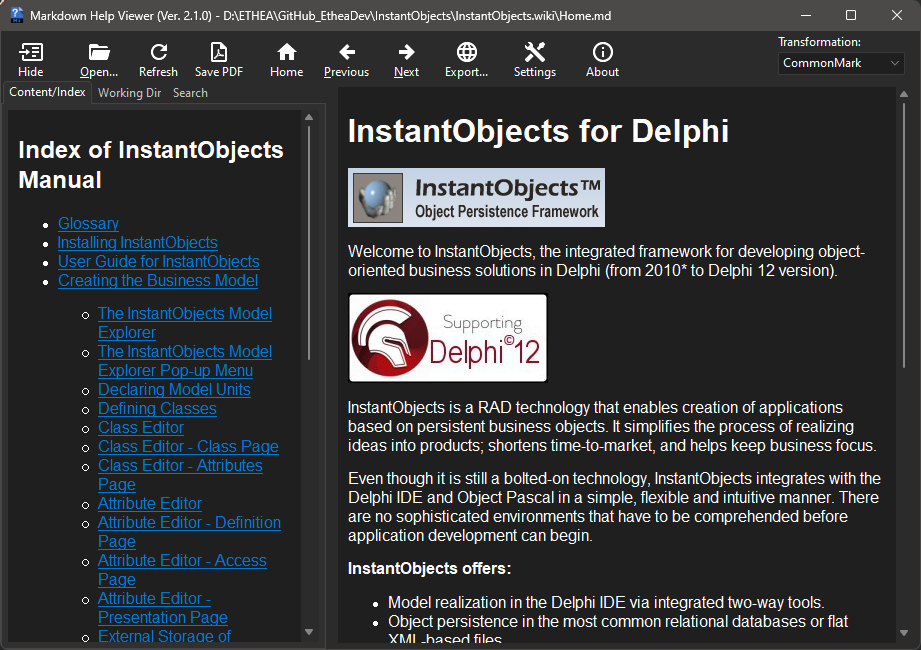 Markdown Help Viewer (Ver. 2.1.0) - D:\ETHEA\GitHub_EtheaDev\InstantObjects\InstantObjects.wiki\Home.md
Transformation:
Hide Open... Refresh Save PDF Home Previous Next Export... Settings About
CommonMark
Content/Index Working Dir Search
Index of InstantObjects
Manual
Glossary
Installing InstantObjects
User Guide for InstantObjects
Creating the Business Model
The InstantObjects Model
Explorer
The InstantObjects Model
Explorer Pop-up Menu
Declaring Model Units
Defining Classes
Class Editor
Class Editor - Class Page
Class Editor - Attributes
Page
Attribute Editor
Attribute Editor - Definition
Page
Attribute Editor - Access
Page
Attribute Editor -
Presentation Page
External Storage of
InstantObjects for Delphi
InstantObjects™
Object Persistence Framework
Welcome to InstantObjects, the integrated framework for developing object-
oriented business solutions in Delphi (from 2010* to Delphi 12 version).
Supporting
Delphi©12
InstantObjects is a RAD technology that enables creation of applications
based on persistent business objects. It simplifies the process of realizing
ideas into products; shortens time-to-market, and helps keep business focus.
Even though it is still a bolted-on technology, InstantObjects integrates with the
Delphi IDE and Object Pascal in a simple, flexible and intuitive manner. There
are no sophisticated environments that have to be comprehended before
application development can begin.
InstantObjects offers:
Model realization in the Delphi IDE via integrated two-way tools.
Object persistence in the most common relational databases or flat
XML-based files